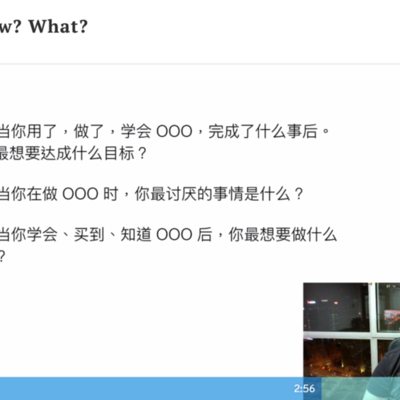 w? What?
当你用了，做了，学会 OOO，完成了什么事后。
最想要达成什么目标？
当你在做 OOO 时，你最讨厌的事情是什么？
当你学会、买到、知道 OOO 后，你最想要做什么
？
2:56